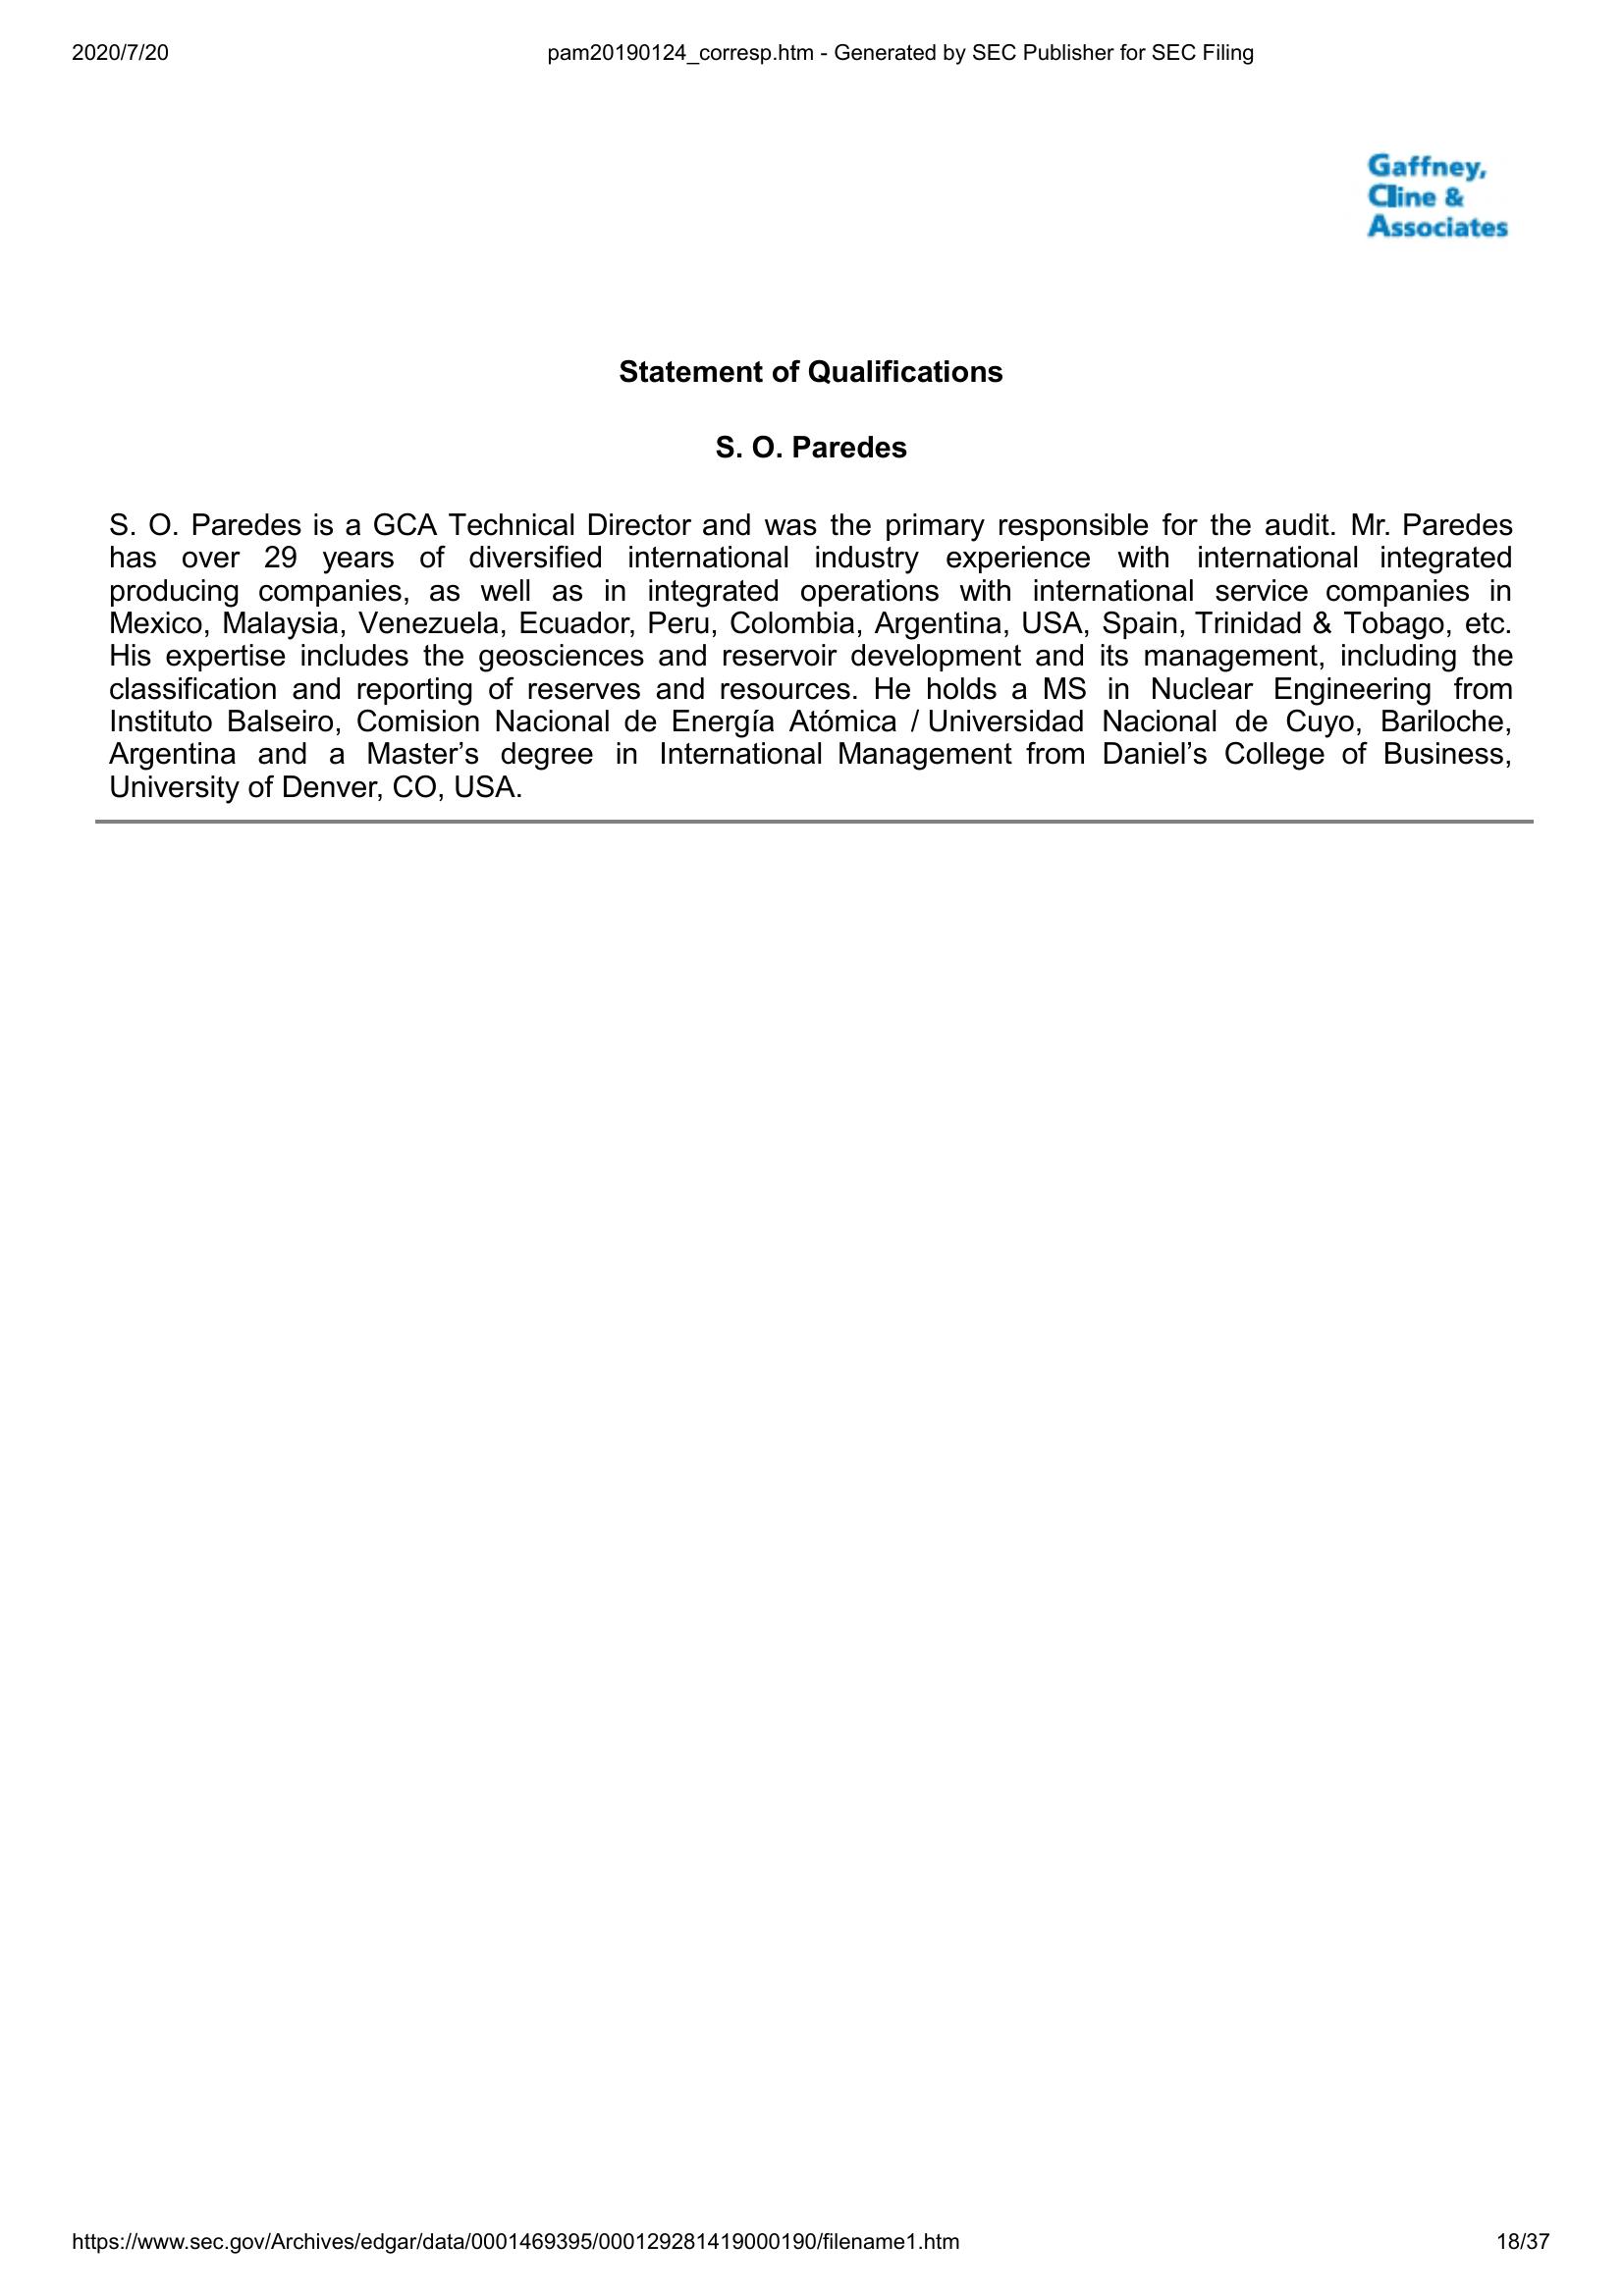 2020/7/20 pam20190124_corresp.htm - Generated by SEC Publisher for SEC Filing
Gaffney,
Cline &
Associates
Statement of Qualifications
S. O. Paredes
S. O. Paredes is a GCA Technical Director and was the primary responsible for the audit. Mr. Paredes
has over 29 years of diversified international industry experience with international integrated
producing companies, as well as in integrated operations with international service companies in
Mexico, Malaysia, Venezuela, Ecuador, Peru, Colombia, Argentina, USA, Spain, Trinidad & Tobago, etc.
His expertise includes the geosciences and reservoir development and its management, including the
classification and reporting of reserves and resources. He holds a MS in Nuclear Engineering from
Instituto Balseiro, Comision Nacional de Energía Atómica / Universidad Nacional de Cuyo, Bariloche,
Argentina and a Master’s degree in International Management from Daniel’s College of Business,
University of Denver, CO, USA.
https://www.sec.gov/Archives/edgar/data/0001469395/000129281419000190/filename1.htm 18/37